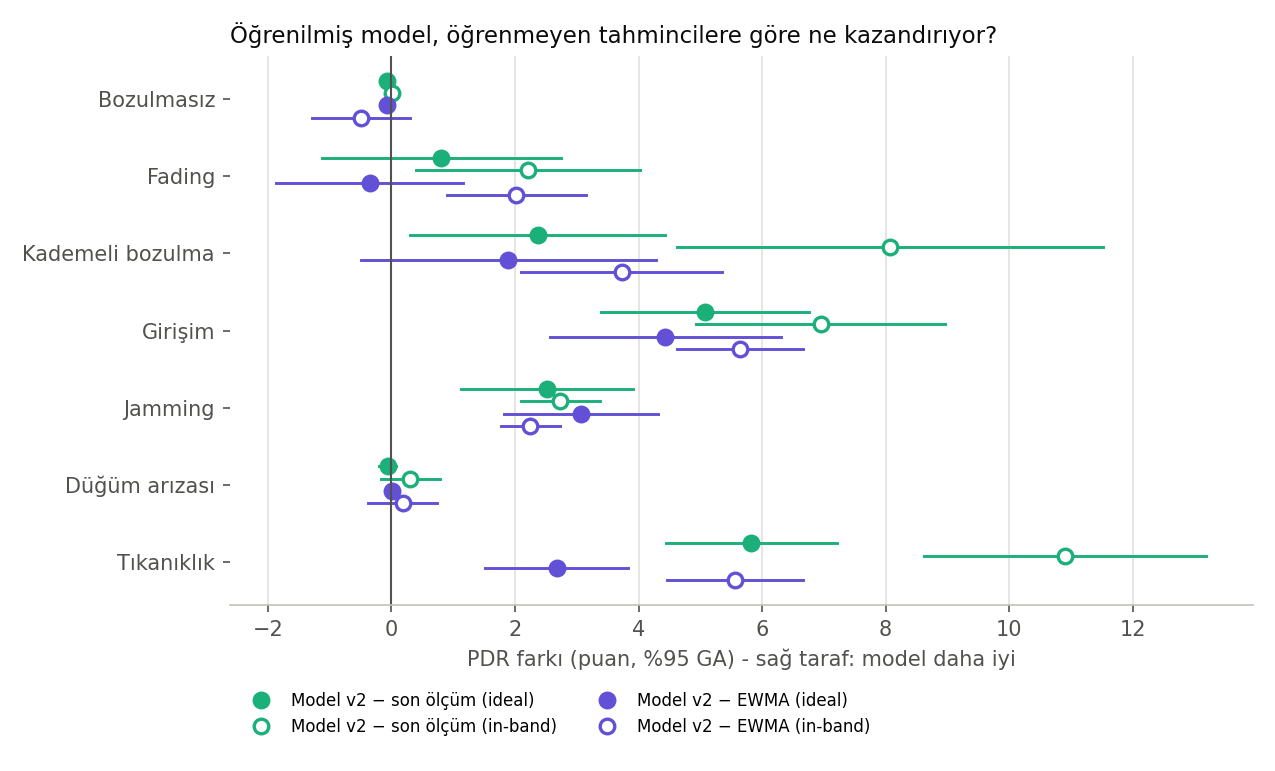 Öğrenilmiş model, öğrenmeyen tahmincilere göre ne kazandırıyor?
Bozulmasız
Fading
Kademeli bozulma
Girişim
Jamming
Düğüm arızası
Tıkanıklık
−2 0 2 4 6 8 10 12
PDR farkı (puan, %95 GA) - sağ taraf: model daha iyi
Model v2 − son ölçüm (ideal)
Model v2 − son ölçüm (in-band)
Model v2 − EWMA (ideal)
Model v2 − EWMA (in-band)